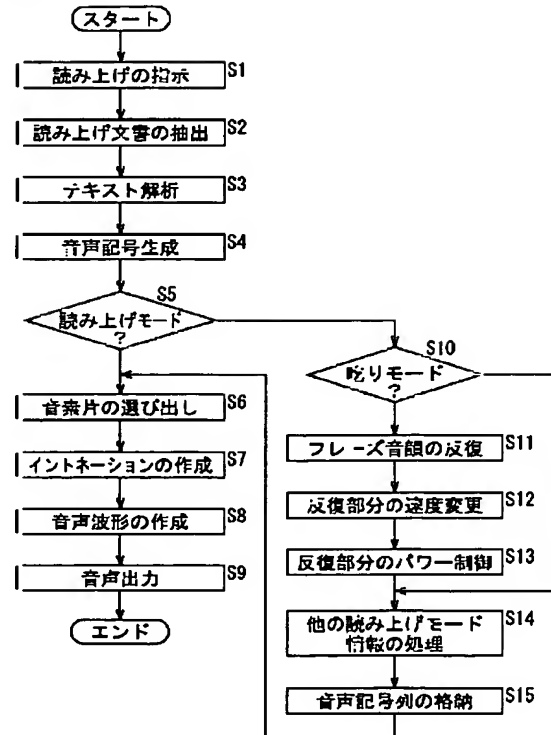 スタート
読み上げの指示 S1
読み上げ文書の抽出 S2
テキスト解析 S3
音声記号生成 S4
S5
読み上げモード
?
音素片の選び出し S6
イントネーションの作成 S7
音声波形の作成 S8
音声出力 S9
エンド
S10
吃りモード
?
フレーズ音韻の反復 S11
反復部分の速度変更 S12
反復部分のパワー制御 S13
他の読み上げモード S14
情報の処理
音声記号列の格納 S15